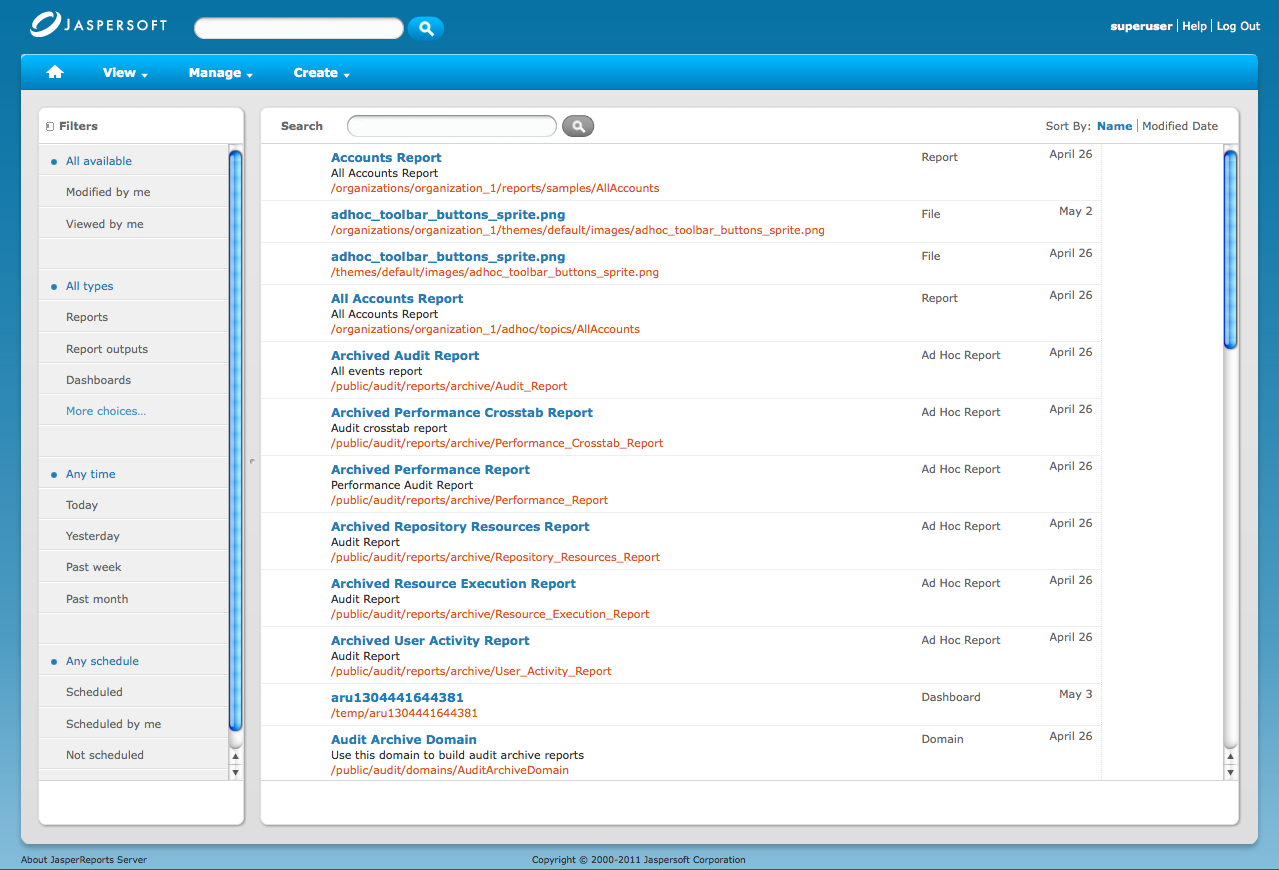 JASPERSOFT
superuser Help Log Out
View Manage Create
Filters
All available
Modified by me
Viewed by me
All types
Reports
Report outputs
Dashboards
More choices...
Any time
Today
Yesterday
Past week
Past month
Any schedule
Scheduled
Scheduled by me
Not scheduled
Search
Sort By: Name Modified Date
Accounts Report Report April 26
All Accounts Report
/organizations/organization_1/reports/samples/AllAccounts
adhoc_toolbar_buttons_sprite.png File May 2
/organizations/organization_1/themes/default/images/adhoc_toolbar_buttons_sprite.png
adhoc_toolbar_buttons_sprite.png File April 26
/themes/default/images/adhoc_toolbar_buttons_sprite.png
All Accounts Report Report April 26
All Accounts Report
/organizations/organization_1/adhoc/topics/AllAccounts
Archived Audit Report Ad Hoc Report April 26
All events report
/public/audit/reports/archive/Audit_Report
Archived Performance Crosstab Report Ad Hoc Report April 26
Audit crosstab report
/public/audit/reports/archive/Performance_Crosstab_Report
Archived Performance Report Ad Hoc Report April 26
Performance Audit Report
/public/audit/reports/archive/Performance_Report
Archived Repository Resources Report Ad Hoc Report April 26
Audit Report
/public/audit/reports/archive/Repository_Resources_Report
Archived Resource Execution Report Ad Hoc Report April 26
Audit Report
/public/audit/reports/archive/Resource_Execution_Report
Archived User Activity Report Ad Hoc Report April 26
Audit Report
/public/audit/reports/archive/User_Activity_Report
aru1304441644381 Dashboard May 3
/temp/aru1304441644381
Audit Archive Domain Domain April 26
Use this domain to build audit archive reports
/public/audit/domains/AuditArchiveDomain
About JasperReports Server
Copyright © 2000-2011 Jaspersoft Corporation